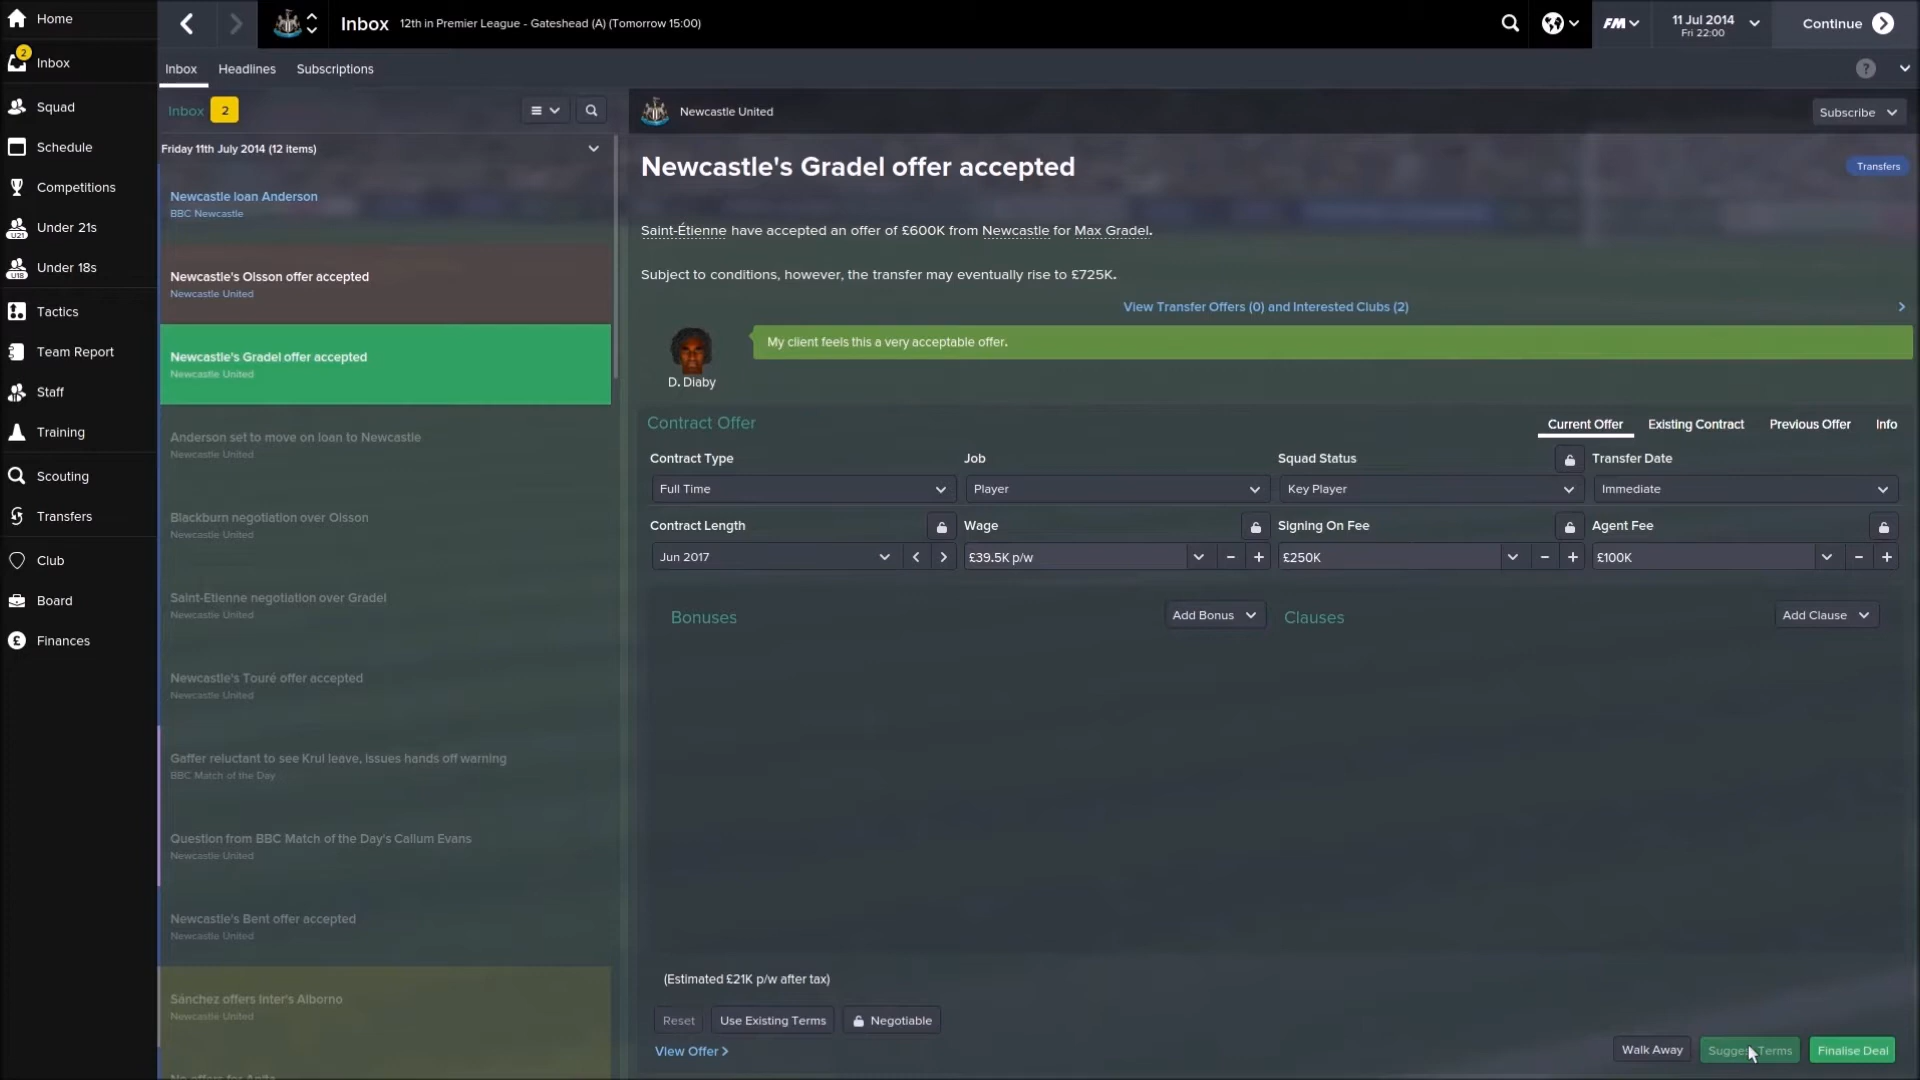 Home
Inbox
2
Squad
Schedule
Competitions
Under 21s
U21
Under 18s
U18
Tactics
Team Report
Staff
Training
Scouting
Transfers
Club
Board
Finances
Inbox 12th in Premier League - Gateshead (A) (Tomorrow 15:00)
FM
11 Jul 2014
Fri 22:00
Continue
Inbox Headlines Subscriptions
?
Inbox 2
Friday 11th July 2014 (12 items)
Newcastle loan Anderson
BBC Newcastle
Newcastle's Olsson offer accepted
Newcastle United
Newcastle's Gradel offer accepted
Newcastle United
Anderson set to move on loan to Newcastle
Newcastle United
Blackburn negotiation over Olsson
Newcastle United
Saint-Etienne negotiation over Gradel
Newcastle United
Newcastle's Touré offer accepted
Newcastle United
Gaffer reluctant to see Krul leave, issues hands off warning
BBC Match of the Day
Question from BBC Match of the Day's Callum Evans
Newcastle United
Newcastle's Bent offer accepted
Newcastle United
Sánchez offers Inter's Alborno
Newcastle United
No offers for Anita
Newcastle United
Subscribe
Newcastle's Gradel offer accepted
Transfers
Saint-Étienne have accepted an offer of £600K from Newcastle for Max Gradel.
Subject to conditions, however, the transfer may eventually rise to £725K.
View Transfer Offers (0) and Interested Clubs (2)
My client feels this a very acceptable offer.
D. Diaby
Contract Offer
Current Offer Existing Contract Previous Offer Info
Contract Type Job Squad Status Transfer Date
Full Time Player Key Player Immediate
Contract Length Wage Signing On Fee Agent Fee
Jun 2017 £39.5K p/w £250K £100K
Bonuses Add Bonus Clauses Add Clause
(Estimated £21K p/w after tax)
Reset Use Existing Terms Negotiable
View Offer >
Walk Away Suggest Terms Finalise Deal